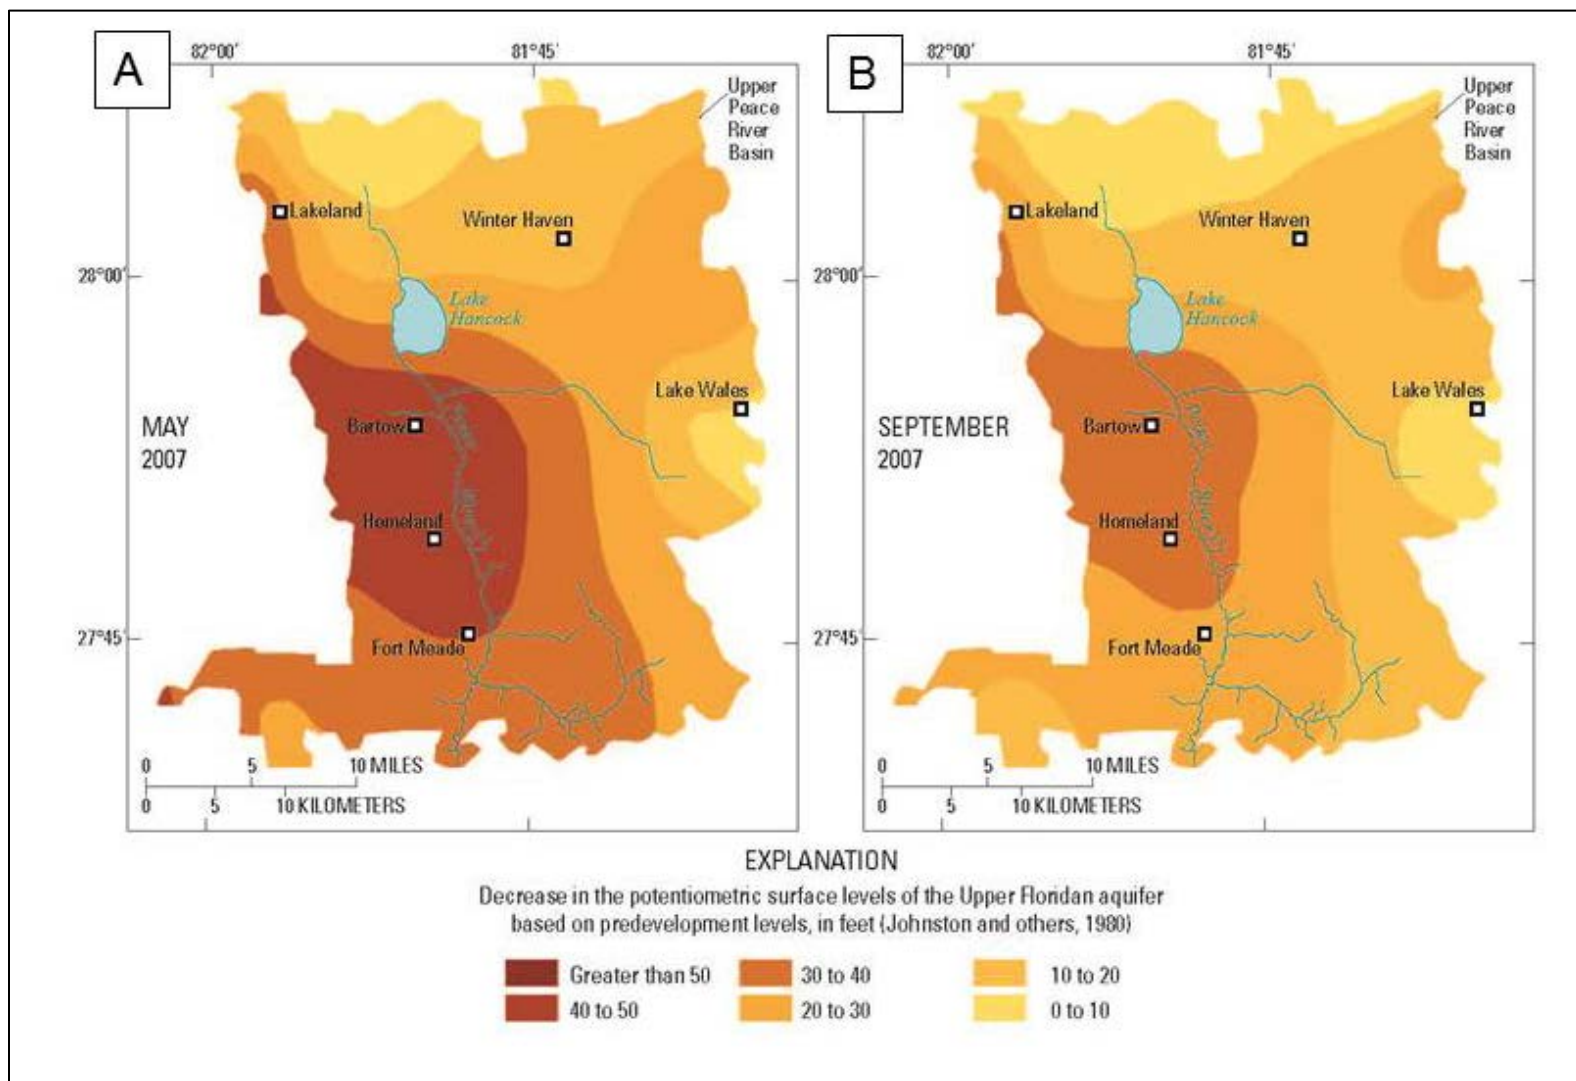 A
82°00'
81°45'
Upper
Peace
River
Basin
Lakeland
Winter Haven
28°00'
Lake
Hancock
Lake Wales
MAY
2007
Bartow
Peace
River
Homeland
27°45'
Fort Meade
0 5 10 MILES
0 5 10 KILOMETERS
B
82°00'
81°45'
Upper
Peace
River
Basin
Lakeland
Winter Haven
28°00'
Lake
Hancock
Lake Wales
SEPTEMBER
2007
Bartow
Peace
River
Homeland
27°45'
Fort Meade
0 5 10 MILES
0 5 10 KILOMETERS
EXPLANATION
Decrease in the potentiometric surface levels of the Upper Floridan aquifer
based on predevelopment levels, in feet (Johnston and others, 1980)
Greater than 50 30 to 40 10 to 20
40 to 50 20 to 30 0 to 10